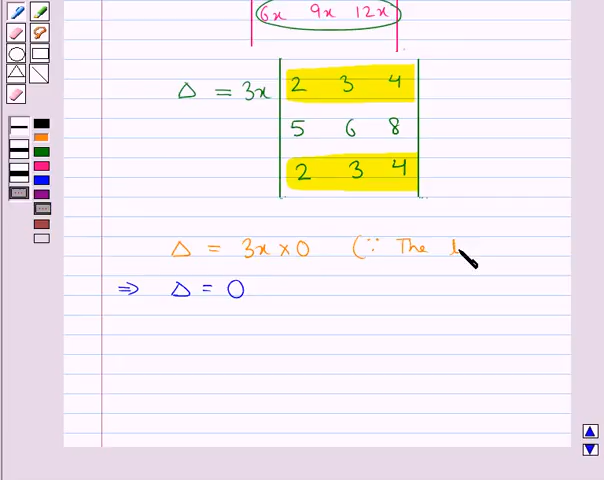 6x 9x 12x
Δ = 3x | 2 3 4 |
5 6 8
2 3 4
Δ = 3x × 0 (∵ The
⇒ Δ = 0